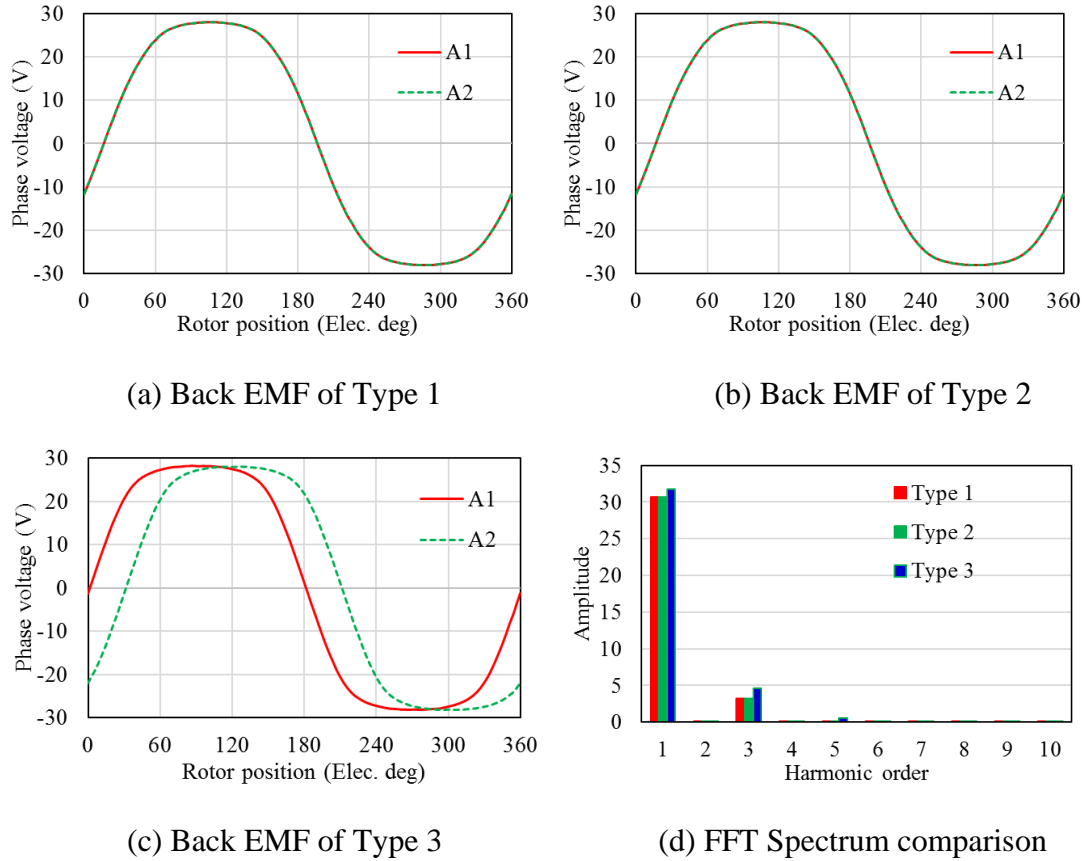 30
20
10
0
-10
-20
-30
Phase voltage (V)
A1
A2
0 60 120 180 240 300 360
Rotor position (Elec. deg)
(a) Back EMF of Type 1
30
20
10
0
-10
-20
-30
Phase voltage (V)
A1
A2
0 60 120 180 240 300 360
Rotor position (Elec. deg)
(b) Back EMF of Type 2
30
20
10
0
-10
-20
-30
Phase voltage (V)
A1
A2
0 60 120 180 240 300 360
Rotor position (Elec. deg)
(c) Back EMF of Type 3
35
30
25
20
15
10
5
0
Amplitude
Type 1
Type 2
Type 3
1 2 3 4 5 6 7 8 9 10
Harmonic order
(d) FFT Spectrum comparison